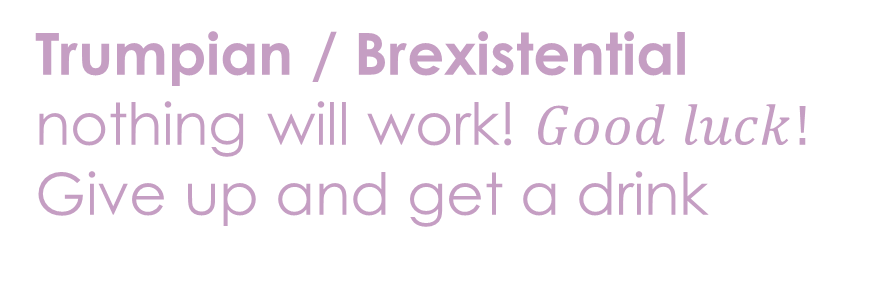 Trumpian / Brexistential
nothing will work! Good luck!
Give up and get a drink